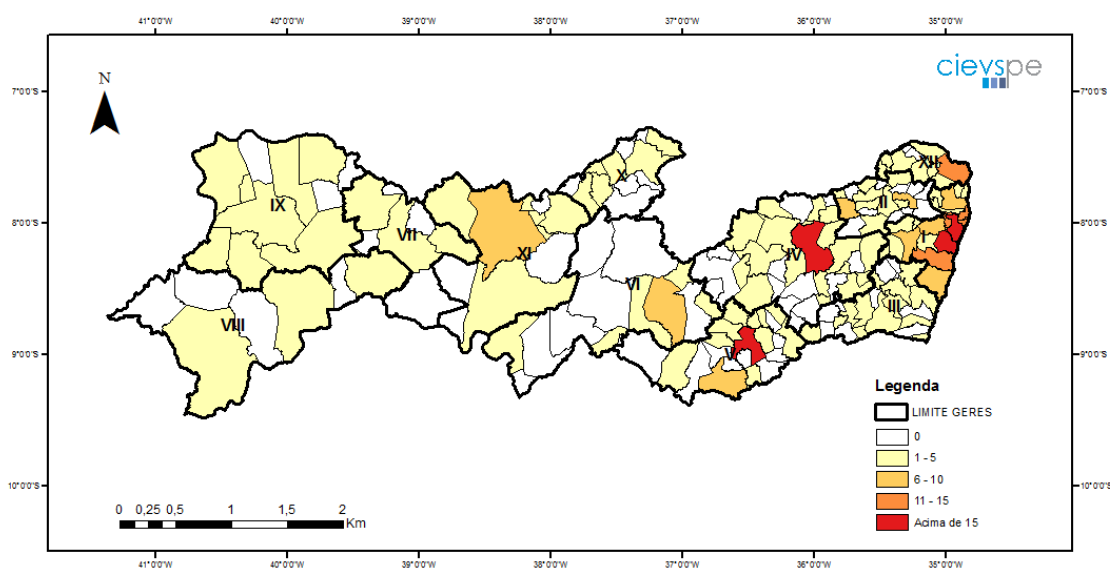 41°0'0"W 40°0'0"W 39°0'0"W 38°0'0"W 37°0'0"W 36°0'0"W 35°0'0"W
cievspe
N
7°0'0"S 7°0'0"S
XII
X
II
IX
8°0'0"S 8°0'0"S
VII
I
XI
IV
VI
III
VIII
9°0'0"S 9°0'0"S
V
Legenda
LIMITE GERES
0
1 - 5
6 - 10
11 - 15
Acima de 15
10°0'0"S 10°0'0"S
0 0,25 0,5 1 1,5 2
Km
41°0'0"W 40°0'0"W 39°0'0"W 38°0'0"W 37°0'0"W 36°0'0"W 35°0'0"W